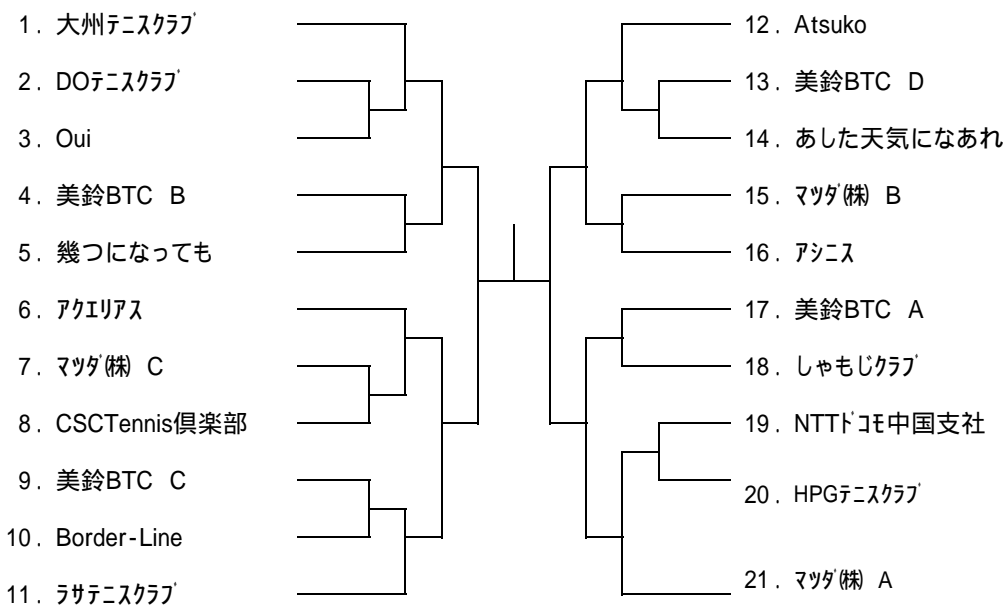 1. 大州ﾃﾆｽｸﾗﾌﾞ
2. DOﾃﾆｽｸﾗﾌﾞ
3. Oui
4. 美鈴BTC B
5. 幾つになっても
6. ｱｸｴﾘｱｽ
7. ﾏﾂﾀﾞ㈱ C
8. CSCTennis倶楽部
9. 美鈴BTC C
10. Border-Line
11. ﾗｻﾃﾆｽｸﾗﾌﾞ
12. Atsuko
13. 美鈴BTC D
14. あした天気になあれ
15. ﾏﾂﾀﾞ㈱ B
16. ｱｼﾆｽ
17. 美鈴BTC A
18. しゃもじｸﾗﾌﾞ
19. NTTﾄﾞｺﾓ中国支社
20. HPGﾃﾆｽｸﾗﾌﾞ
21. ﾏﾂﾀﾞ㈱ A